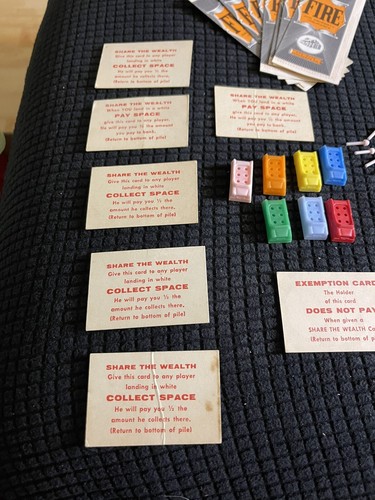 FIRE
SHARE THE WEALTH
Give this card to any player
landing in white
COLLECT SPACE
He will pay you ½ the
amount he collects there,
(Return to bottom of pile)
SHARE THE WEALTH
When YOU land in a white
PAY SPACE
give this card to any player.
He will pay you ½ the amount
you pay to bank.
(Return to bottom of pile)
SHARE THE WEALTH
When YOU land in a white
PAY SPACE
give this card to any player.
He will pay you ½ the amount
you pay to bank.
(Return to bottom of pile)
SHARE THE WEALTH
Give this card to any player
landing in white
COLLECT SPACE
He will pay you ½ the
amount he collects there,
(Return to bottom of pile)
SHARE THE WEALTH
Give this card to any player
landing in white
COLLECT SPACE
He will pay you ½ the
amount he collects there,
(Return to bottom of pile)
EXEMPTION CARD
The Holder
of this card
DOES NOT PAY
When given a
SHARE THE WEALTH
(Return to bottom of p
SHARE THE WEALTH
Give this card to any player
landing in white
COLLECT SPACE
He will pay you ½ the
amount he collects there,
(Return to bottom of pile)